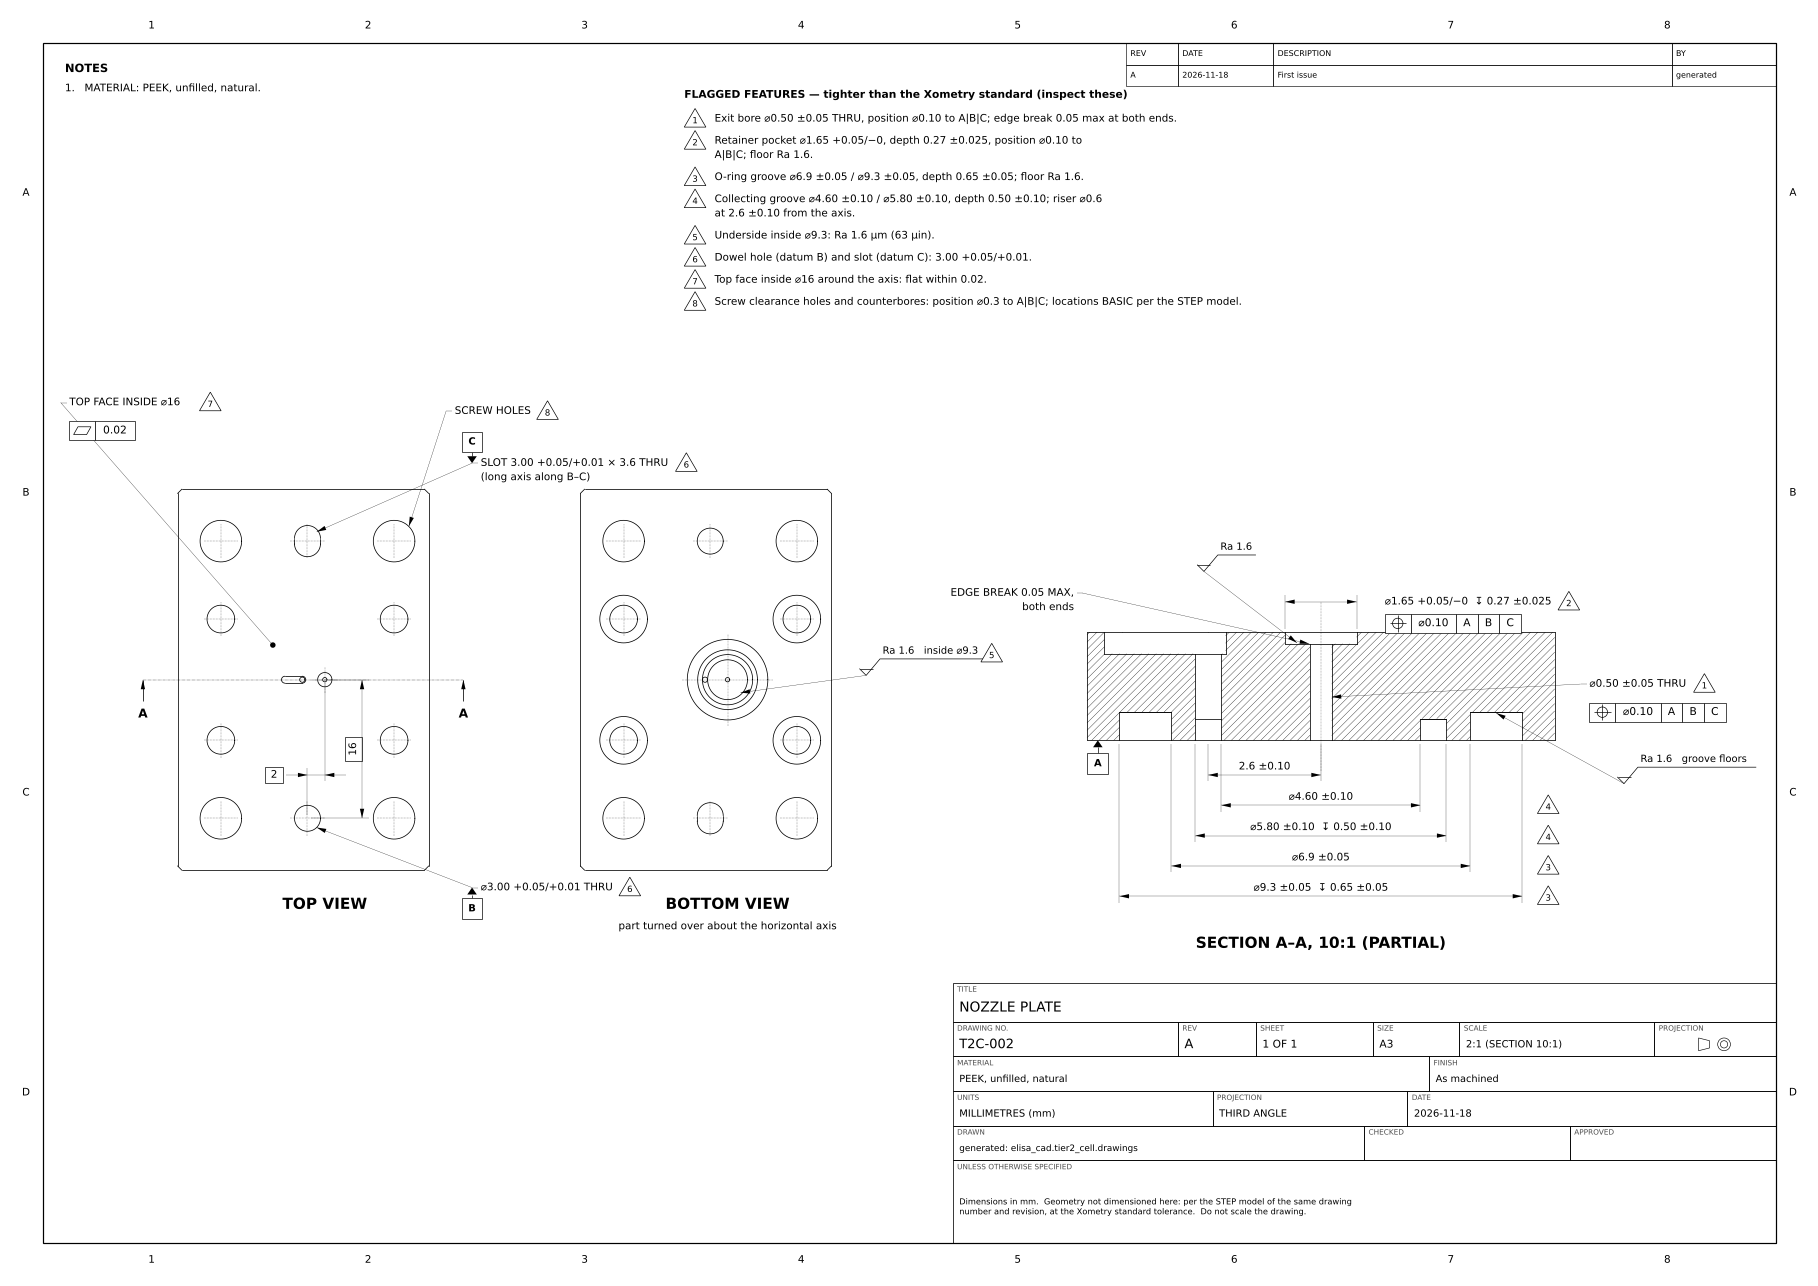 1 2 3 4 5 6 7 8
NOTES
1. MATERIAL: PEEK, unfilled, natural.
REV DATE DESCRIPTION BY
A 2026-11-18 First issue generated
FLAGGED FEATURES — tighter than the Xometry standard (inspect these)
1 Exit bore ⌀0.50 ±0.05 THRU, position ⌀0.10 to A|B|C; edge break 0.05 max at both ends.
2 Retainer pocket ⌀1.65 +0.05/−0, depth 0.27 ±0.025, position ⌀0.10 to
A|B|C; floor Ra 1.6.
3 O-ring groove ⌀6.9 ±0.05 / ⌀9.3 ±0.05, depth 0.65 ±0.05; floor Ra 1.6.
4 Collecting groove ⌀4.60 ±0.10 / ⌀5.80 ±0.10, depth 0.50 ±0.10; riser ⌀0.6
at 2.6 ±0.10 from the axis.
5 Underside inside ⌀9.3: Ra 1.6 µm (63 µin).
6 Dowel hole (datum B) and slot (datum C): 3.00 +0.05/+0.01.
7 Top face inside ⌀16 around the axis: flat within 0.02.
8 Screw clearance holes and counterbores: position ⌀0.3 to A|B|C; locations BASIC per the STEP model.
A A
B B
C C
D D
TOP FACE INSIDE ⌀16 7
0.02
SCREW HOLES 8
C
SLOT 3.00 +0.05/+0.01 × 3.6 THRU 6
(long axis along B–C)
A A
16
2
⌀3.00 +0.05/+0.01 THRU 6
B
TOP VIEW
BOTTOM VIEW
part turned over about the horizontal axis
Ra 1.6 inside ⌀9.3 5
Ra 1.6
EDGE BREAK 0.05 MAX,
both ends
⌀1.65 +0.05/−0 ↧ 0.27 ±0.025 2
⌀0.10 A B C
⌀0.50 ±0.05 THRU 1
⌀0.10 A B C
A
Ra 1.6 groove floors
2.6 ±0.10
⌀4.60 ±0.10 4
⌀5.80 ±0.10 ↧ 0.50 ±0.10 4
⌀6.9 ±0.05 3
⌀9.3 ±0.05 ↧ 0.65 ±0.05 3
SECTION A–A, 10:1 (PARTIAL)
TITLE
NOZZLE PLATE
DRAWING NO. REV SHEET SIZE SCALE PROJECTION
T2C-002 A 1 OF 1 A3 2:1 (SECTION 10:1)
MATERIAL FINISH
PEEK, unfilled, natural As machined
UNITS PROJECTION DATE
MILLIMETRES (mm) THIRD ANGLE 2026-11-18
DRAWN CHECKED APPROVED
generated: elisa_cad.tier2_cell.drawings
UNLESS OTHERWISE SPECIFIED
Dimensions in mm. Geometry not dimensioned here: per the STEP model of the same drawing
number and revision, at the Xometry standard tolerance. Do not scale the drawing.
1 2 3 4 5 6 7 8